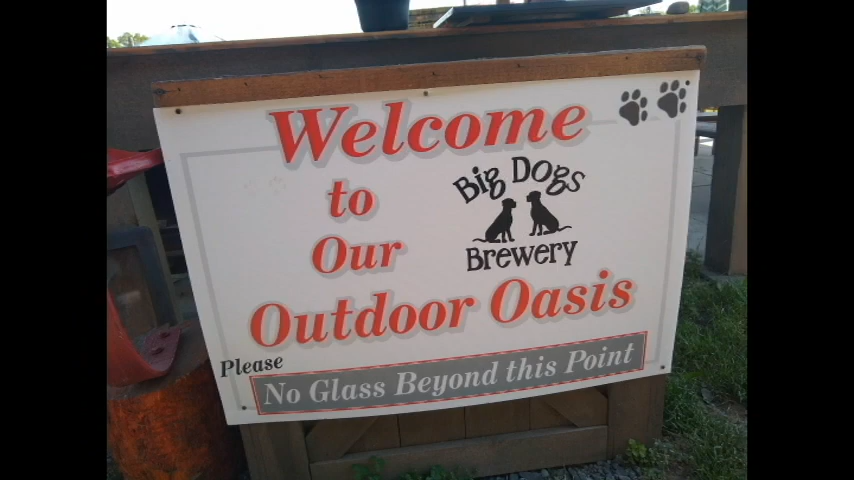 Welcome
to
Our
Outdoor Oasis
Big Dogs
Brewery
Please
No Glass Beyond this Point